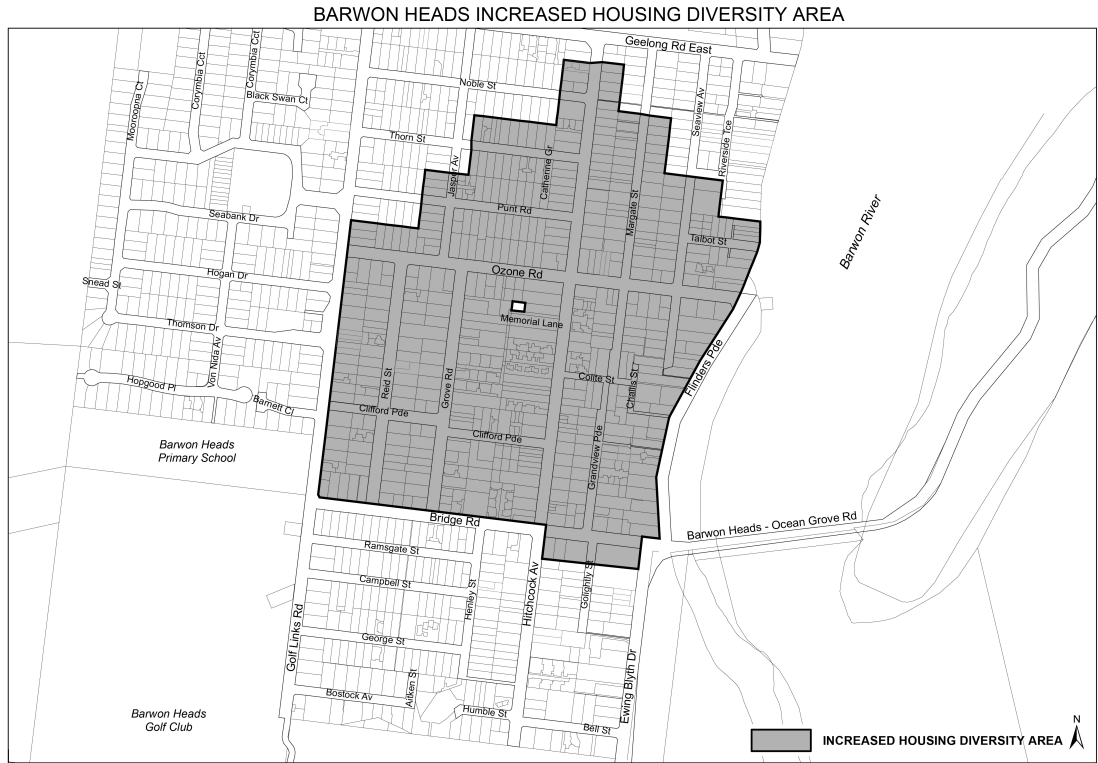 BARWON HEADS INCREASED HOUSING DIVERSITY AREA
Geelong Rd East
Corymbia Cct
Corymbia Cct
Mooroopna Ct
Black Swan Ct
Noble St
Seaview Av
Riverside Tce
Thorn St
Jasper Av
Catherine Gr
Margate St
Punt Rd
Talbot St
Barwon River
Seabank Dr
Hogan Dr
Ozone Rd
Snead St
Memorial Lane
Thomson Dr
Von Nida Av
Flinders Pde
Hopgood Pl
Barnett Ct
Reid St
Grove Rd
Colite St
Challis St
Clifford Pde
Clifford Pde
Grandview Pde
Barwon Heads
Primary School
Bridge Rd
Barwon Heads - Ocean Grove Rd
Ramsgate St
Campbell St
Henley St
Hitchcock Av
Golightly St
Golf Links Rd
George St
Aitken St
Bostock Av
Humble St
Ewing Blyth Dr
Bell St
Barwon Heads
Golf Club
INCREASED HOUSING DIVERSITY AREA
N